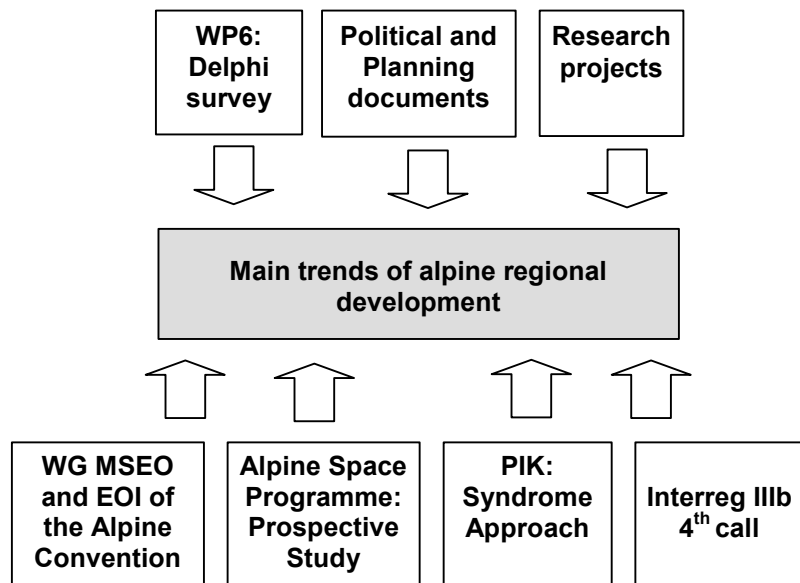 WP6:
Delphi
survey
Political and
Planning
documents
Research
projects
Main trends of alpine regional
development
WG MSEO
and EOI of
the Alpine
Convention
Alpine Space
Programme:
Prospective
Study
PIK:
Syndrome
Approach
Interreg IIIb
4th call